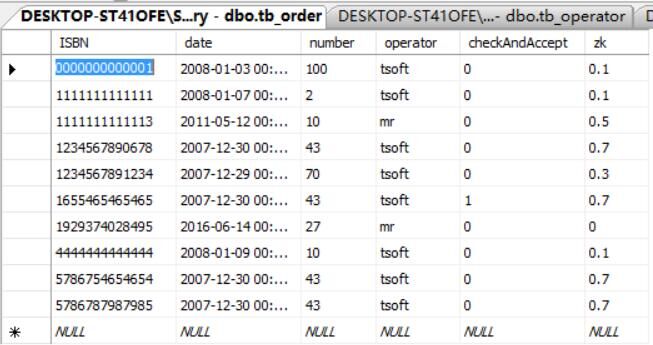 DESKTOP-ST41OFE\S...ry - dbo.tb_order DESKTOP-ST41OFE\...- dbo.tb_operator
ISBN date number operator checkAndAccept zk
0000000000001 2008-01-03 00:... 100 tsoft 0 0.1
1111111111111 2008-01-07 00:... 2 tsoft 0 0.1
1111111111113 2011-05-12 00:... 10 mr 0 0.5
1234567890678 2007-12-30 00:... 43 tsoft 0 0.7
1234567891234 2007-12-29 00:... 70 tsoft 0 0.3
1655465465465 2007-12-30 00:... 43 tsoft 1 0.7
1929374028495 2016-06-14 00:... 27 mr 0 0
4444444444444 2008-01-09 00:... 10 tsoft 0 0.1
5786754654654 2007-12-30 00:... 43 tsoft 0 0.7
5786787987985 2007-12-30 00:... 43 tsoft 0 0.7
NULL NULL NULL NULL NULL NULL